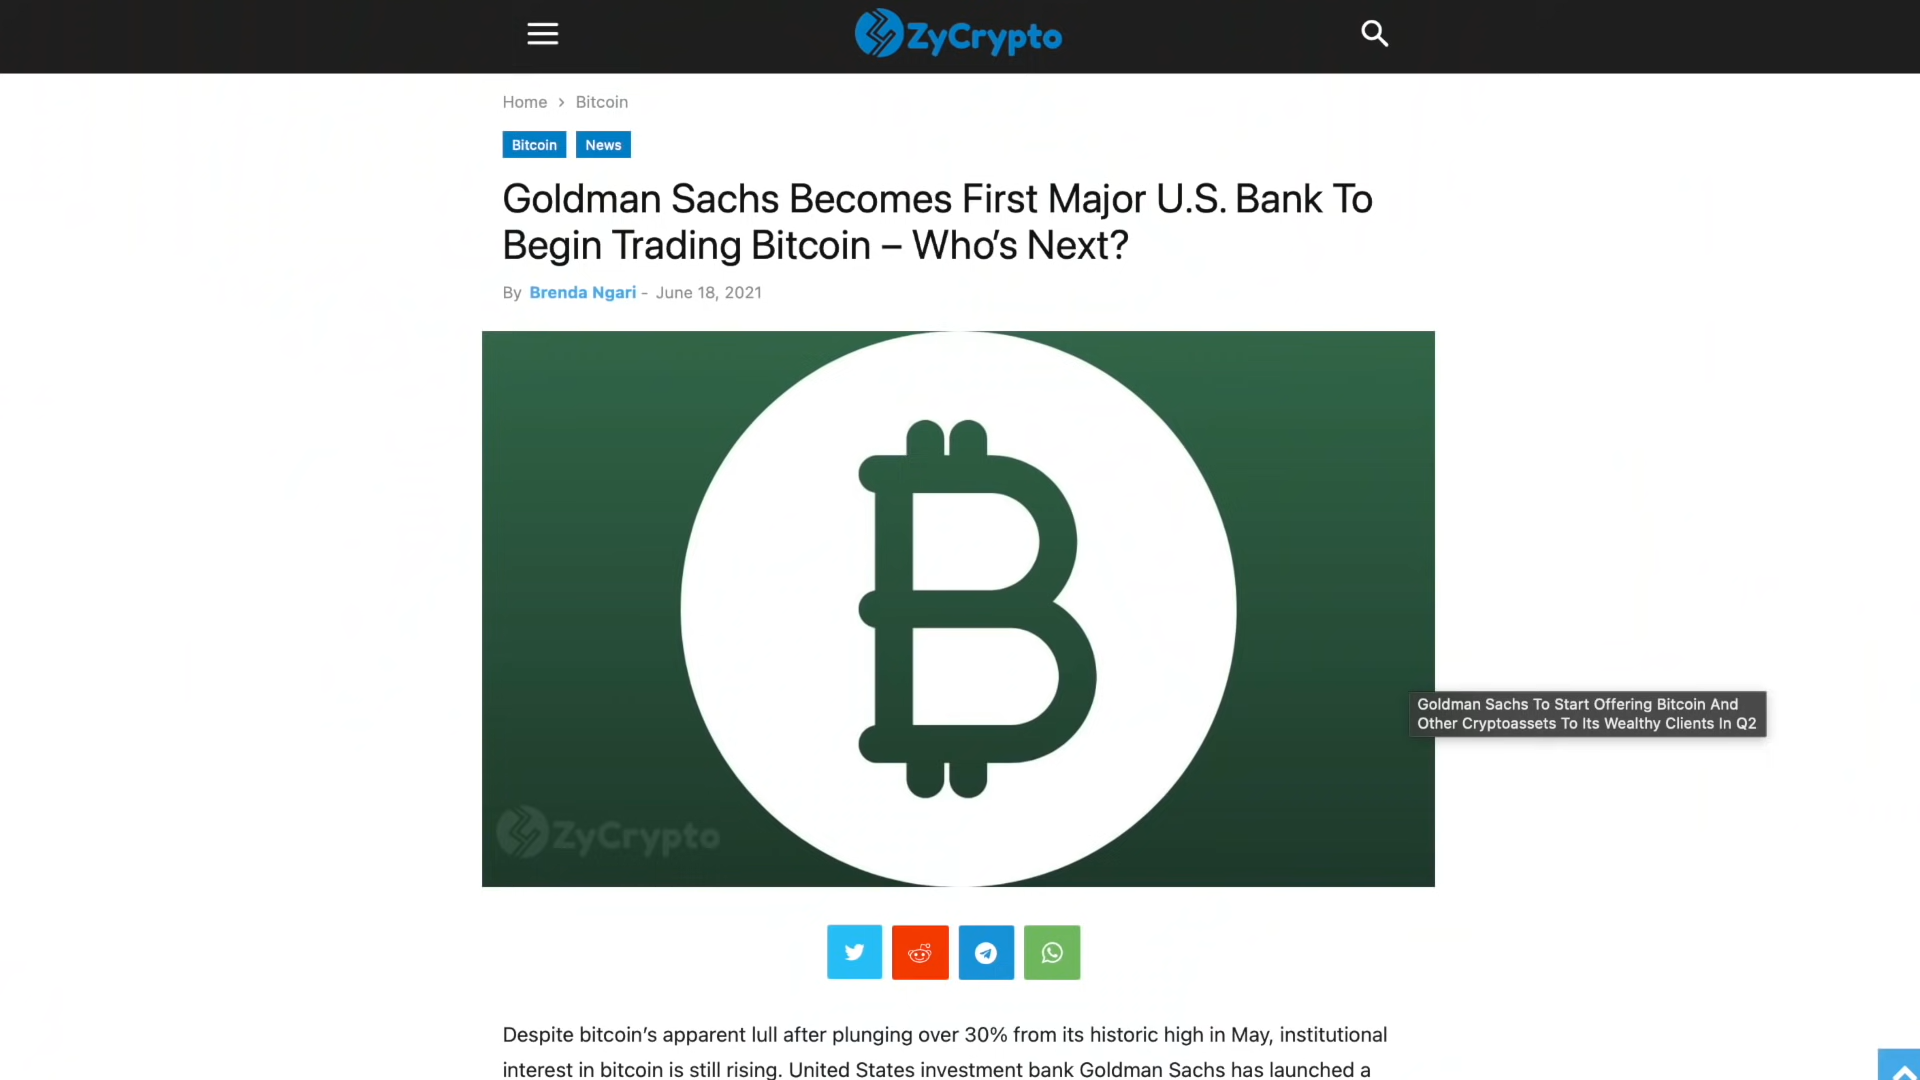 ZyCrypto
Home > Bitcoin
Bitcoin News
Goldman Sachs Becomes First Major U.S. Bank To
Begin Trading Bitcoin – Who’s Next?
By Brenda Ngari - June 18, 2021
Goldman Sachs To Start Offering Bitcoin And
Other Cryptoassets To Its Wealthy Clients In Q2
ZyCrypto
Despite bitcoin’s apparent lull after plunging over 30% from its historic high in May, institutional
interest in bitcoin is still rising. United States investment bank Goldman Sachs has launched a